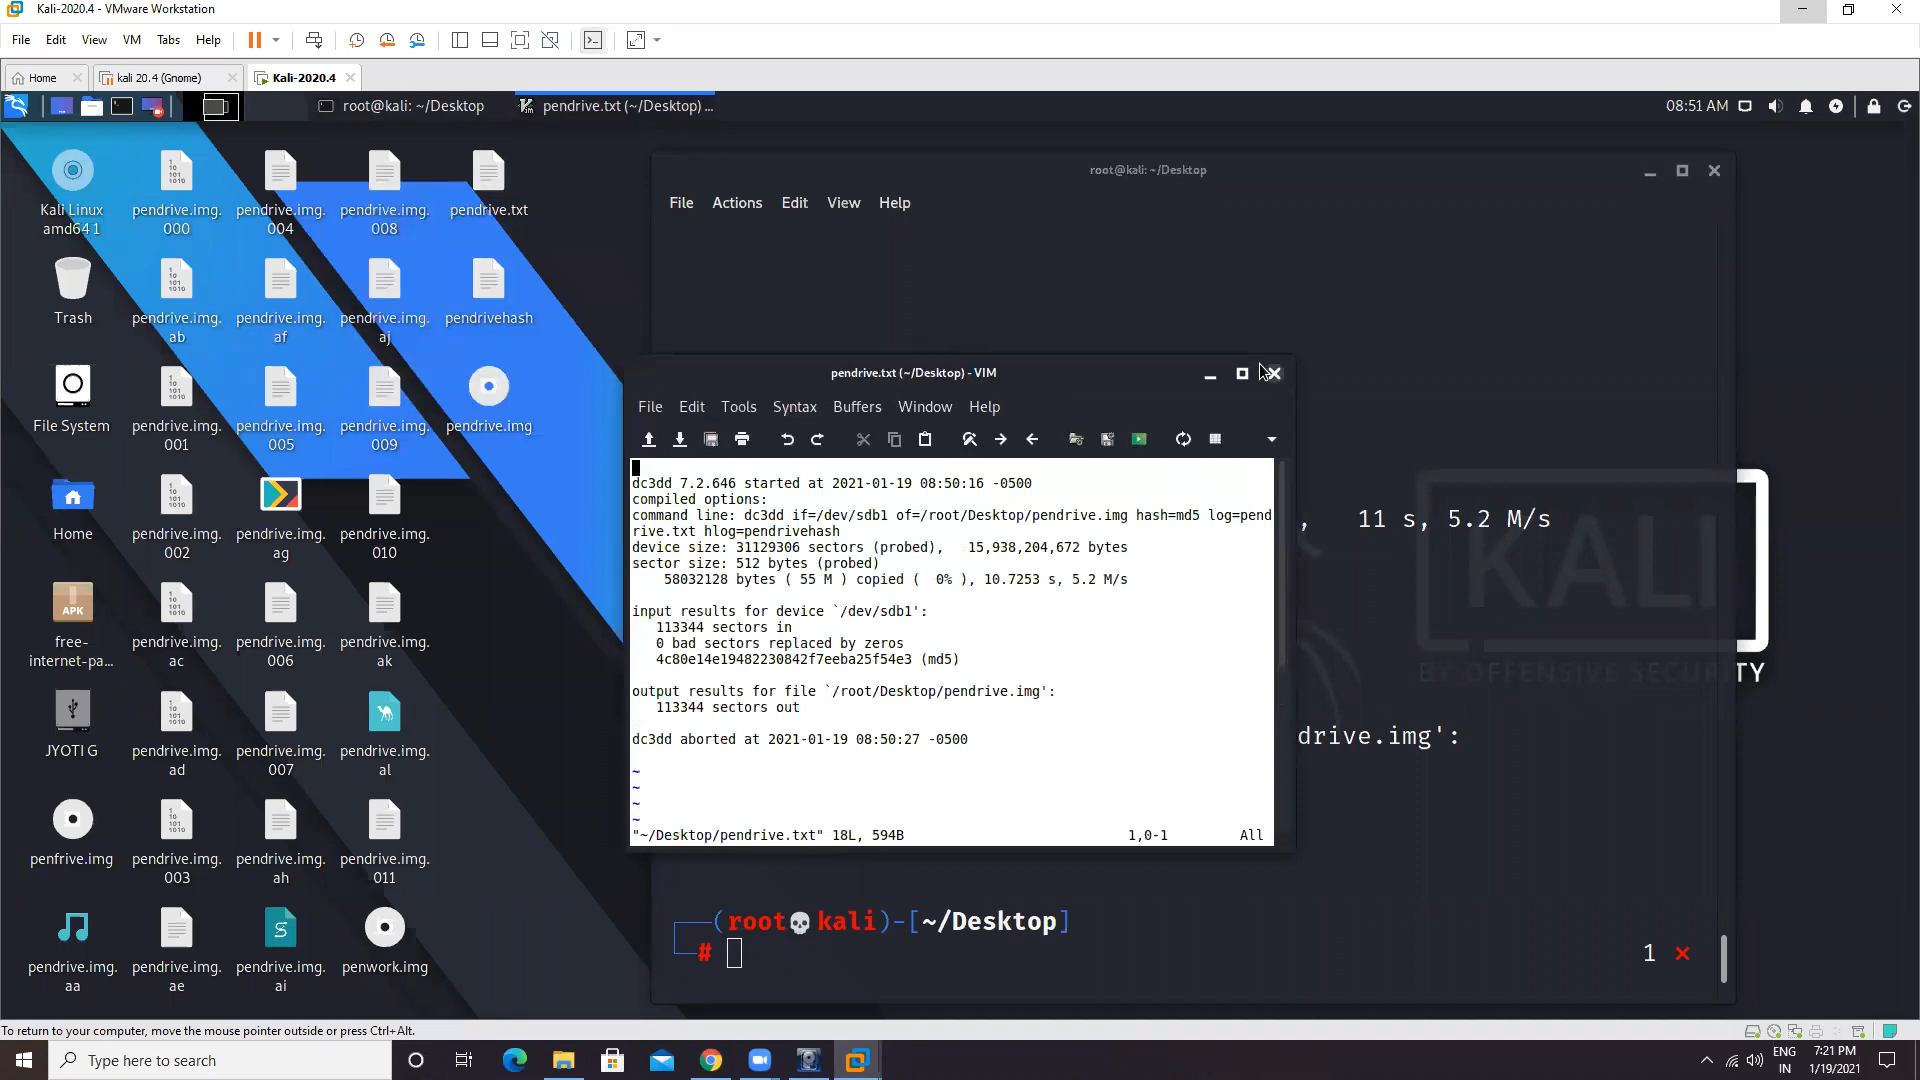 Kali-2020.4 - VMware Workstation
File Edit View VM Tabs Help
Home kali 20.4 (Gnome) Kali-2020.4
root@kali: ~/Desktop pendrive.txt (~/Desktop) ... 08:51 AM
Kali Linux
amd64 1
pendrive.img.
000
pendrive.img.
004
pendrive.img.
008
pendrive.txt
Trash
pendrive.img.
ab
pendrive.img.
af
pendrive.img.
aj
pendrivehash
File System
pendrive.img.
001
pendrive.img.
005
pendrive.img.
009
pendrive.img
Home
pendrive.img.
002
pendrive.img.
ag
pendrive.img.
010
APK
free-
internet-pa...
pendrive.img.
ac
pendrive.img.
006
pendrive.img.
ak
JYOTI G
pendrive.img.
ad
pendrive.img.
007
pendrive.img.
al
penfrive.img
pendrive.img.
003
pendrive.img.
ah
pendrive.img.
011
pendrive.img.
aa
pendrive.img.
ae
pendrive.img.
ai
penwork.img
root@kali: ~/Desktop
File Actions Edit View Help
, 11 s, 5.2 M/s
drive.img':
KALI
BY OFFENSIVE SECURITY
(root💀kali)-[~/Desktop]
#
1 ×
pendrive.txt (~/Desktop) - VIM
File Edit Tools Syntax Buffers Window Help
dc3dd 7.2.646 started at 2021-01-19 08:50:16 -0500
compiled options:
command line: dc3dd if=/dev/sdb1 of=/root/Desktop/pendrive.img hash=md5 log=pend
rive.txt hlog=pendrivehash
device size: 31129306 sectors (probed),   15,938,204,672 bytes
sector size: 512 bytes (probed)
58032128 bytes ( 55 M ) copied (  0% ), 10.7253 s, 5.2 M/s
input results for device `/dev/sdb1':
113344 sectors in
0 bad sectors replaced by zeros
4c80e14e19482230842f7eeba25f54e3 (md5)
output results for file `/root/Desktop/pendrive.img':
113344 sectors out
dc3dd aborted at 2021-01-19 08:50:27 -0500
~
~
~
~
"~/Desktop/pendrive.txt" 18L, 594B 1,0-1 All
To return to your computer, move the mouse pointer outside or press Ctrl+Alt.
Type here to search
ENG
IN
7:21 PM
1/19/2021